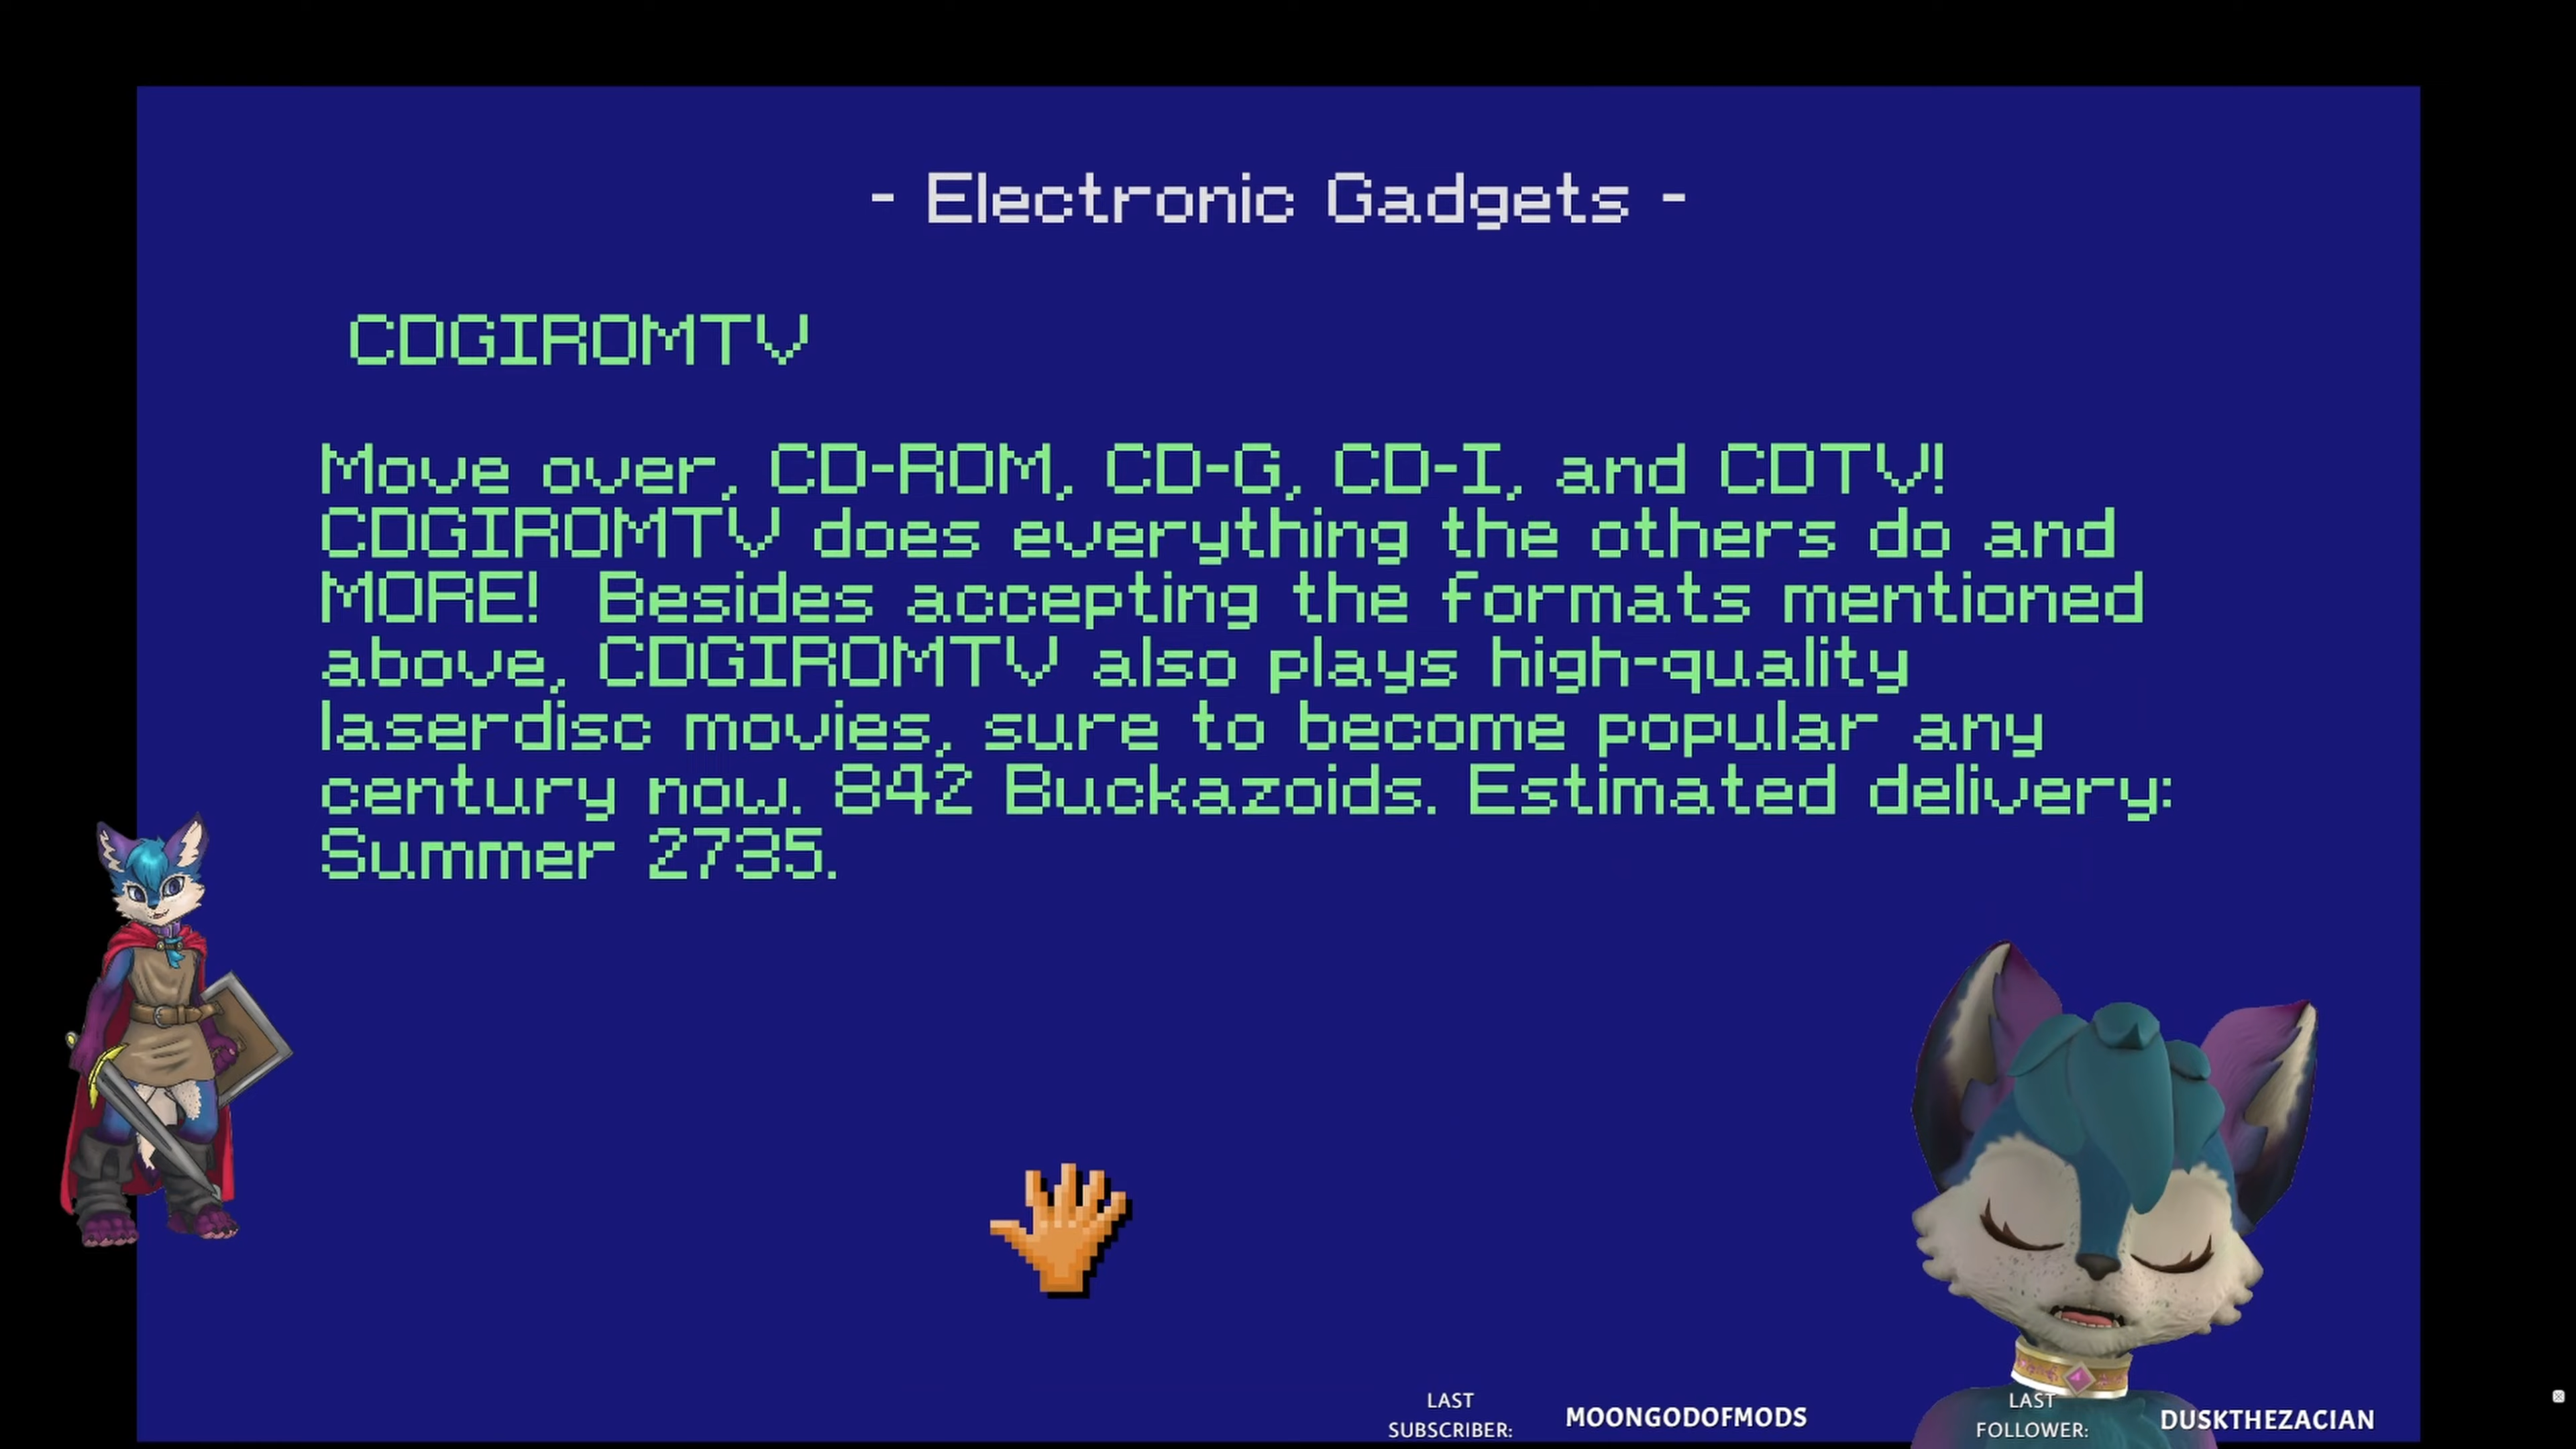 - Electronic Gadgets -
CDGIROMTV
Move over, CD-ROM, CD-G, CD-I, and CDTV!
CDGIROMTV does everything the others do and
MORE!  Besides accepting the formats mentioned
above, CDGIROMTV also plays high-quality
laserdisc movies, sure to become popular any
century now. 842 Buckazoids. Estimated delivery:
Summer 2735.
LAST
SUBSCRIBER:
MOONGODOFMODS
LAST
FOLLOWER:
DUSKTHEZACIAN